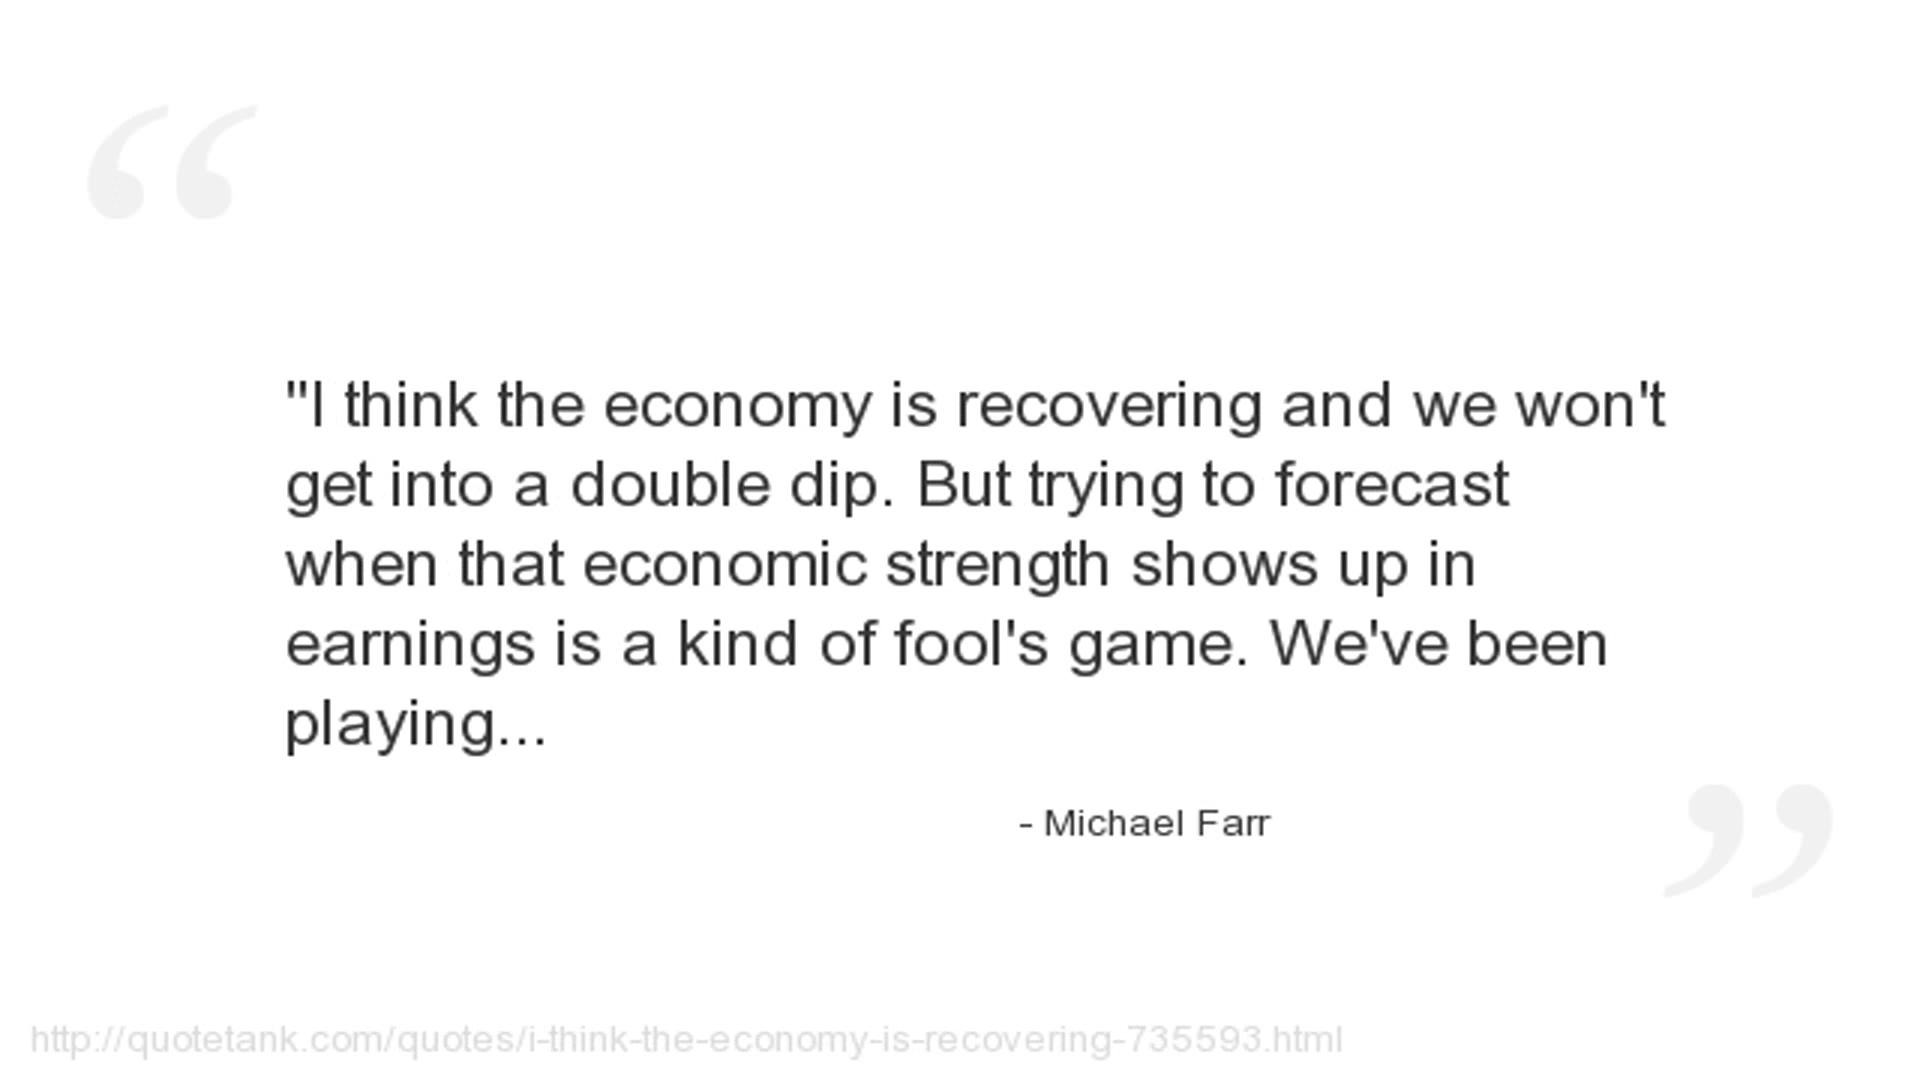 "I think the economy is recovering and we won't
get into a double dip. But trying to forecast
when that economic strength shows up in
earnings is a kind of fool's game. We've been
playing...
- Michael Farr
http://quotetank.com/quotes/i-think-the-economy-is-recovering-735593.html